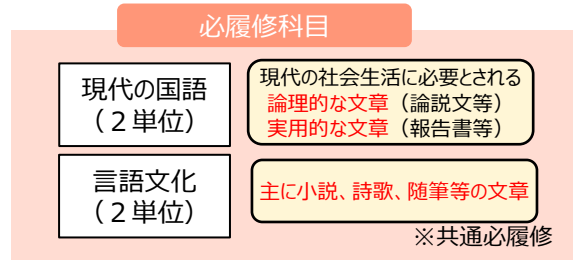 必履修科目
現代の国語
（２単位）
現代の社会生活に必要とされる
論理的な文章（論説文等）
実用的な文章（報告書等）
言語文化
（２単位）
主に小説、詩歌、随筆等の文章
※共通必履修